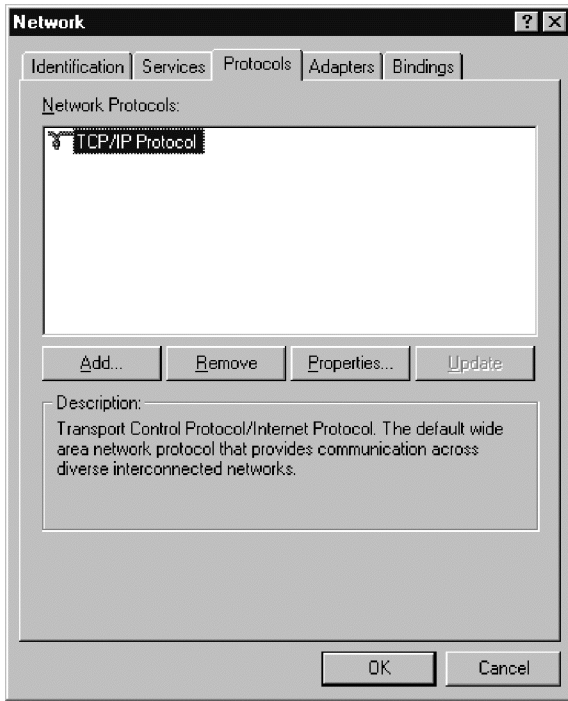 Network
Identification Services Protocols Adapters Bindings
Network Protocols:
TCP/IP Protocol
Add... Remove Properties... Update
Description:
Transport Control Protocol/Internet Protocol. The default wide
area network protocol that provides communication across
diverse interconnected networks.
OK Cancel